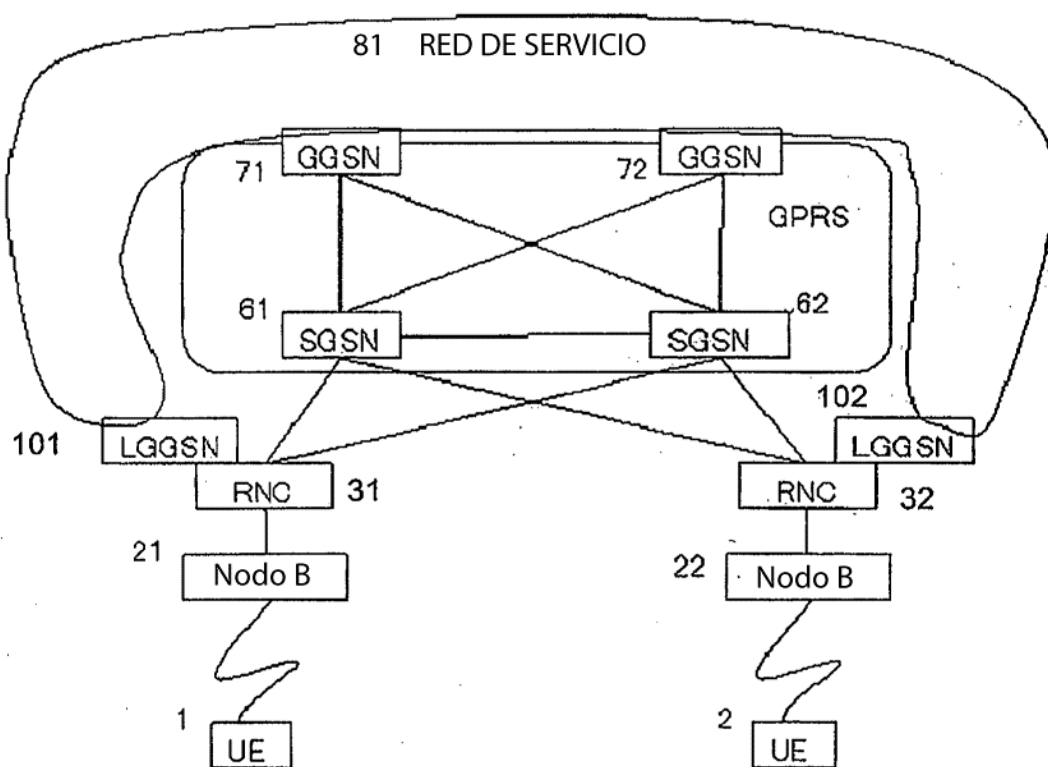 81 RED DE SERVICIO
GGSN GGSN
71 72
GPRS
61 62
SGSN SGSN
102
101 LGGSN LGGSN
RNC 31 RNC 32
21 22
Nodo B Nodo B
1 2
UE UE